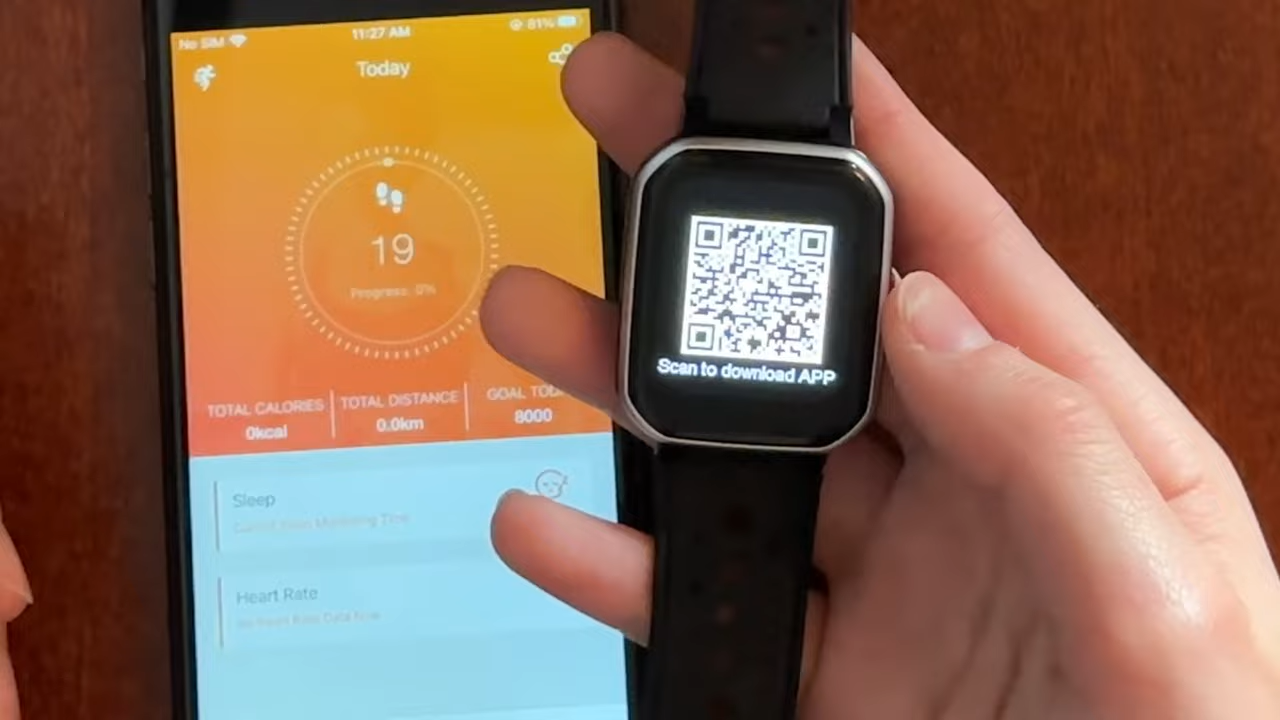 No SIM
11:27 AM
81%
Today
19
Progress: 0%
TOTAL CALORIES
0kcal
TOTAL DISTANCE
0.0km
GOAL
8000
Sleep
Heart Rate
Scan to download APP